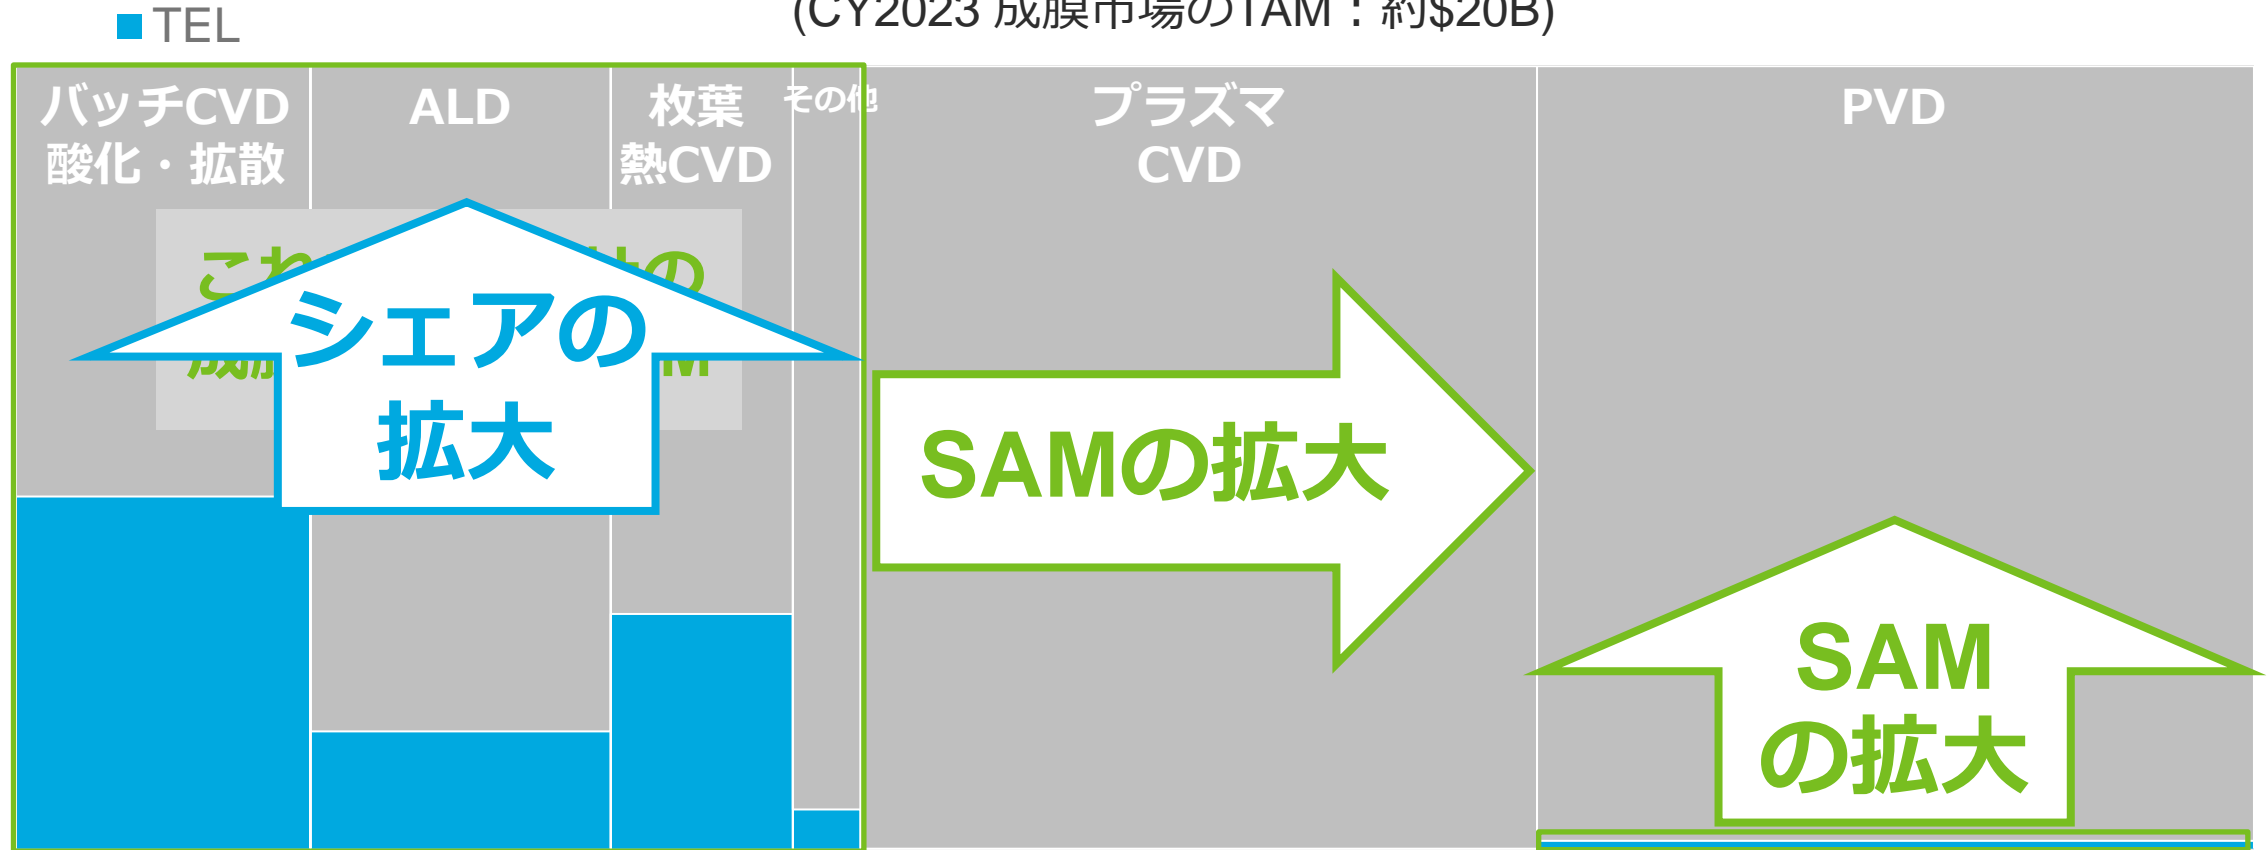 (CY2023 成膜市場のTAM：約$20B)
TEL
バッチCVD
酸化・拡散
ALD
枚葉
熱CVD
その他
プラズマ
CVD
PVD
シェアの
拡大
SAMの拡大
SAM
の拡大